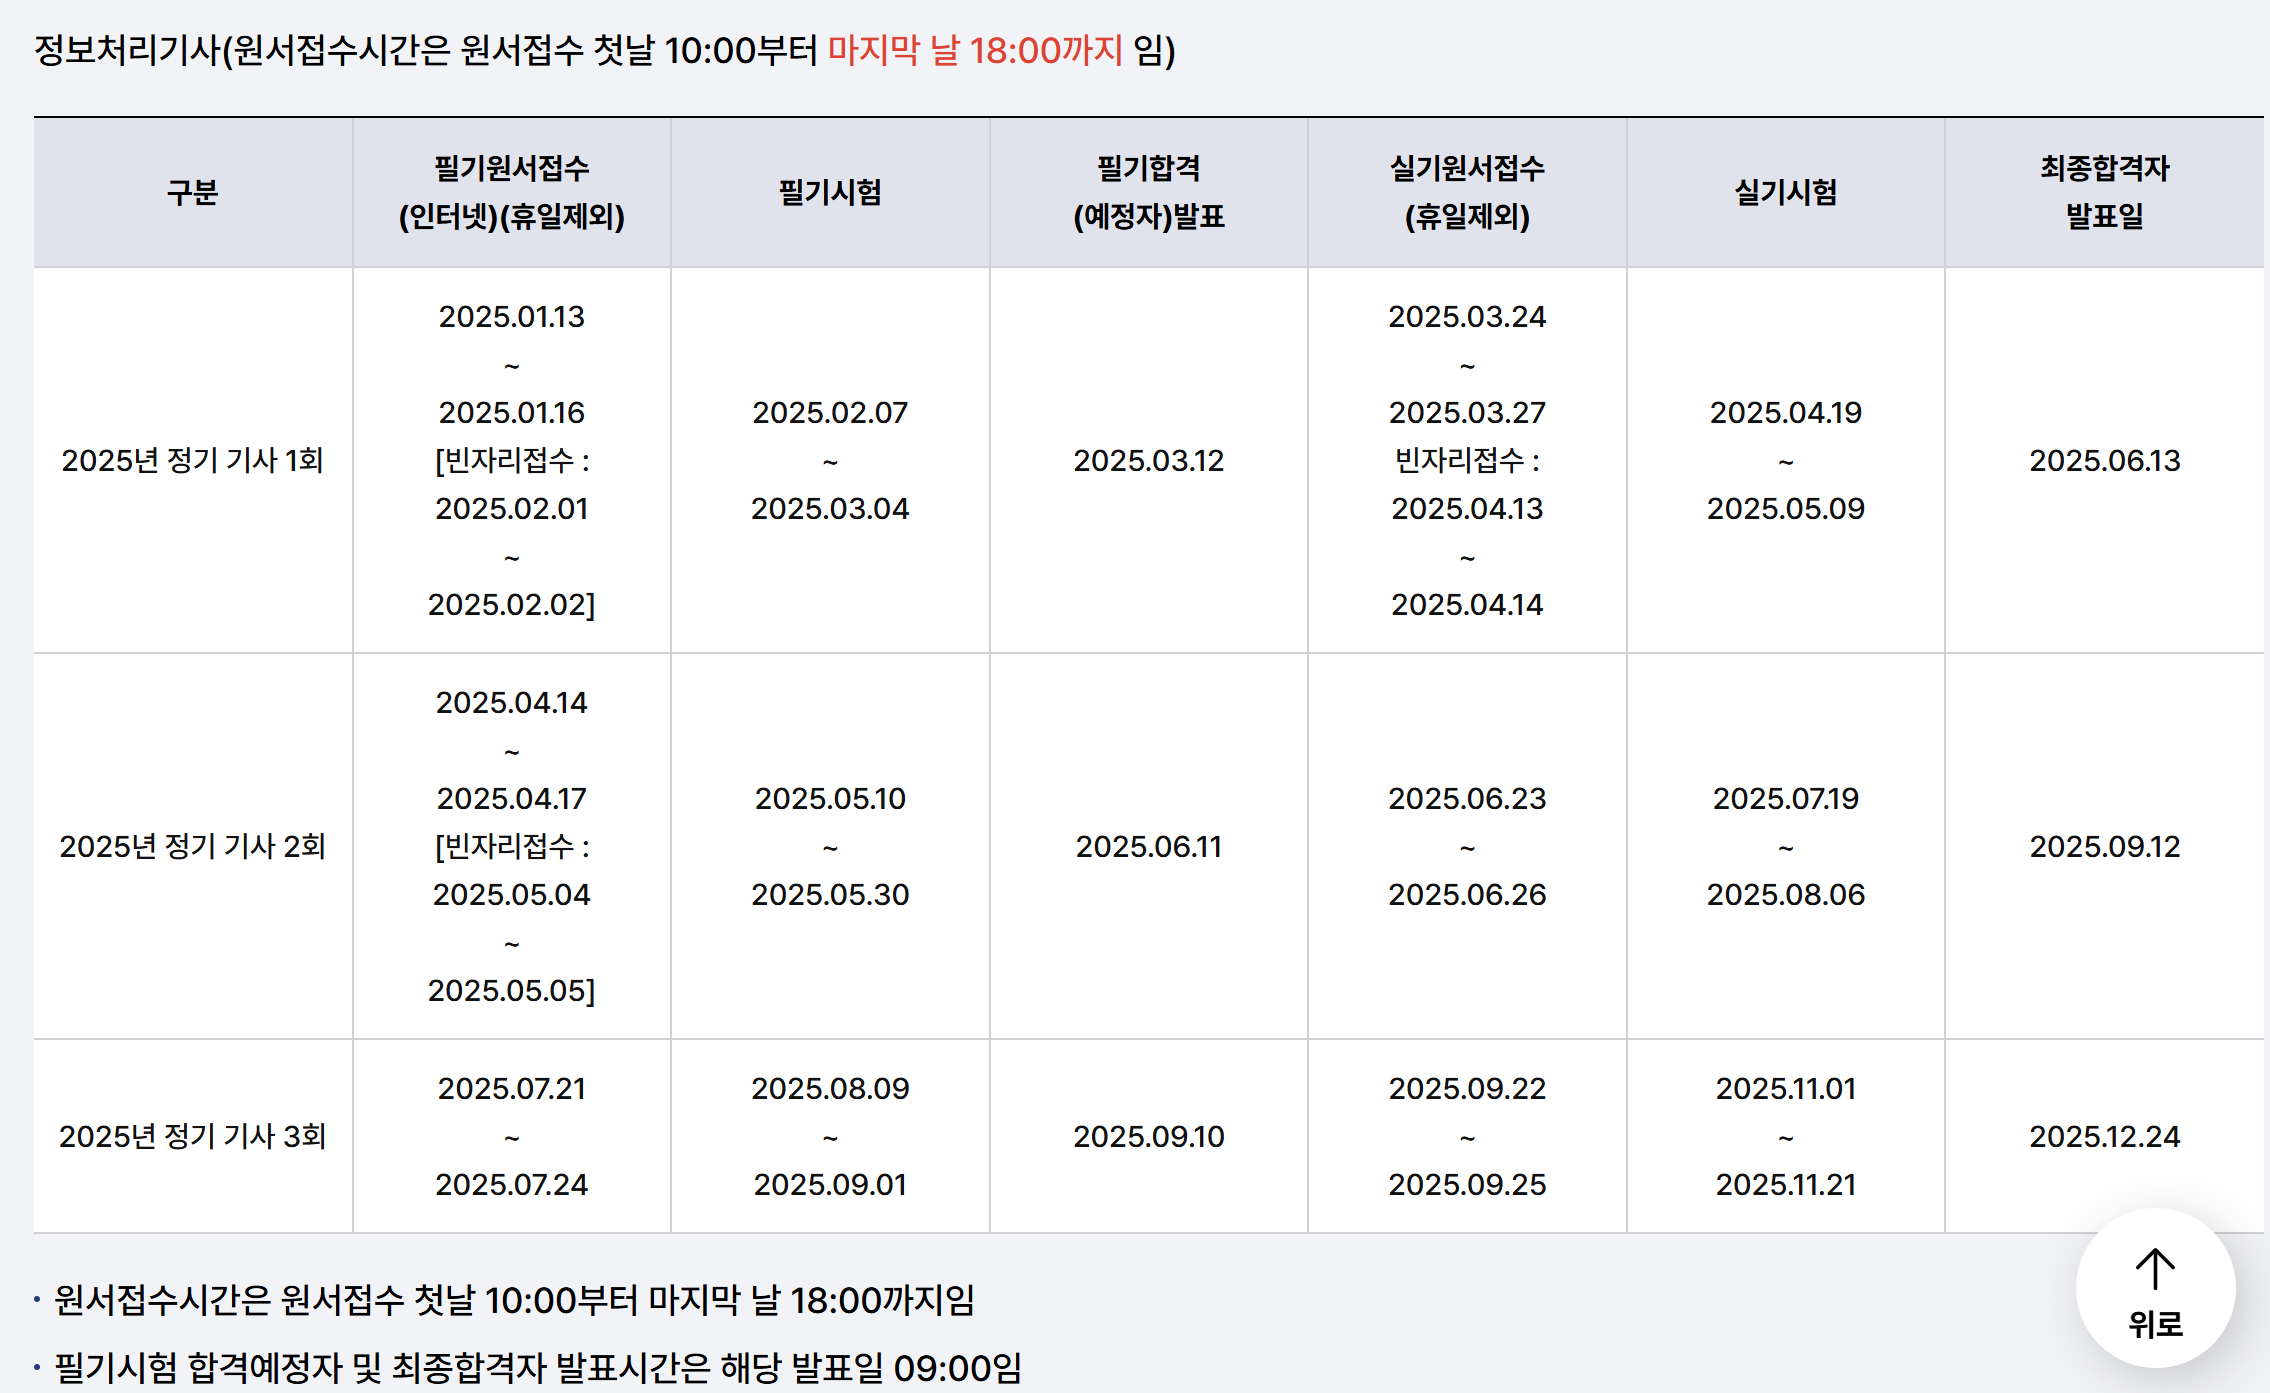 정보처리기사(원서접수시간은 원서접수 첫날 10:00부터 마지막 날 18:00까지 임)
구분
필기원서접수
(인터넷)(휴일제외)
필기시험
필기합격
(예정자)발표
실기원서접수
(휴일제외)
실기시험
최종합격자
발표일
2025년 정기 기사 1회
2025.01.13
~
2025.01.16
[빈자리접수 :
2025.02.01
~
2025.02.02]
2025.02.07
~
2025.03.04
2025.03.12
2025.03.24
~
2025.03.27
빈자리접수 :
2025.04.13
~
2025.04.14
2025.04.19
~
2025.05.09
2025.06.13
2025년 정기 기사 2회
2025.04.14
~
2025.04.17
[빈자리접수 :
2025.05.04
~
2025.05.05]
2025.05.10
~
2025.05.30
2025.06.11
2025.06.23
~
2025.06.26
2025.07.19
~
2025.08.06
2025.09.12
2025년 정기 기사 3회
2025.07.21
~
2025.07.24
2025.08.09
~
2025.09.01
2025.09.10
2025.09.22
~
2025.09.25
2025.11.01
~
2025.11.21
2025.12.24
· 원서접수시간은 원서접수 첫날 10:00부터 마지막 날 18:00까지임
· 필기시험 합격예정자 및 최종합격자 발표시간은 해당 발표일 09:00임
위로